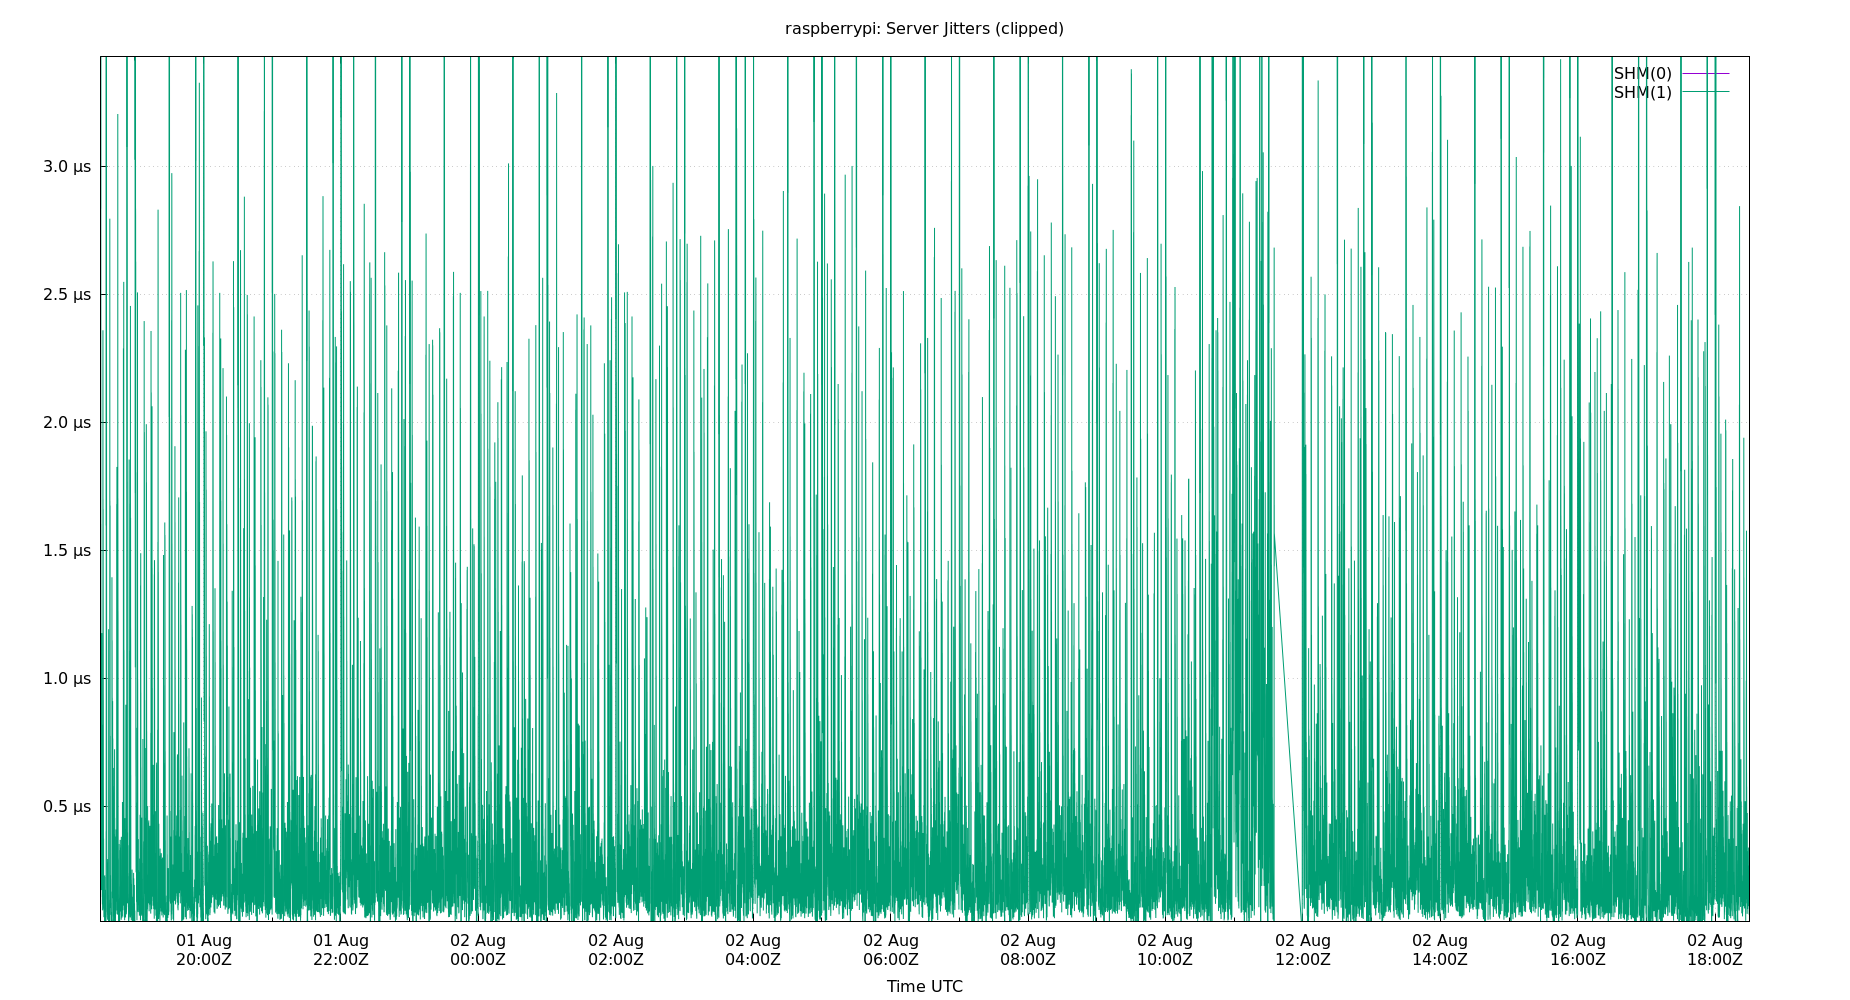 raspberrypi: Server Jitters (clipped)
SHM(0)
SHM(1)
3.0 µs
2.5 µs
2.0 µs
1.5 µs
1.0 µs
0.5 µs
01 Aug 01 Aug 02 Aug 02 Aug 02 Aug 02 Aug 02 Aug 02 Aug 02 Aug 02 Aug 02 Aug 02 Aug
20:00Z 22:00Z 00:00Z 02:00Z 04:00Z 06:00Z 08:00Z 10:00Z 12:00Z 14:00Z 16:00Z 18:00Z
Time UTC